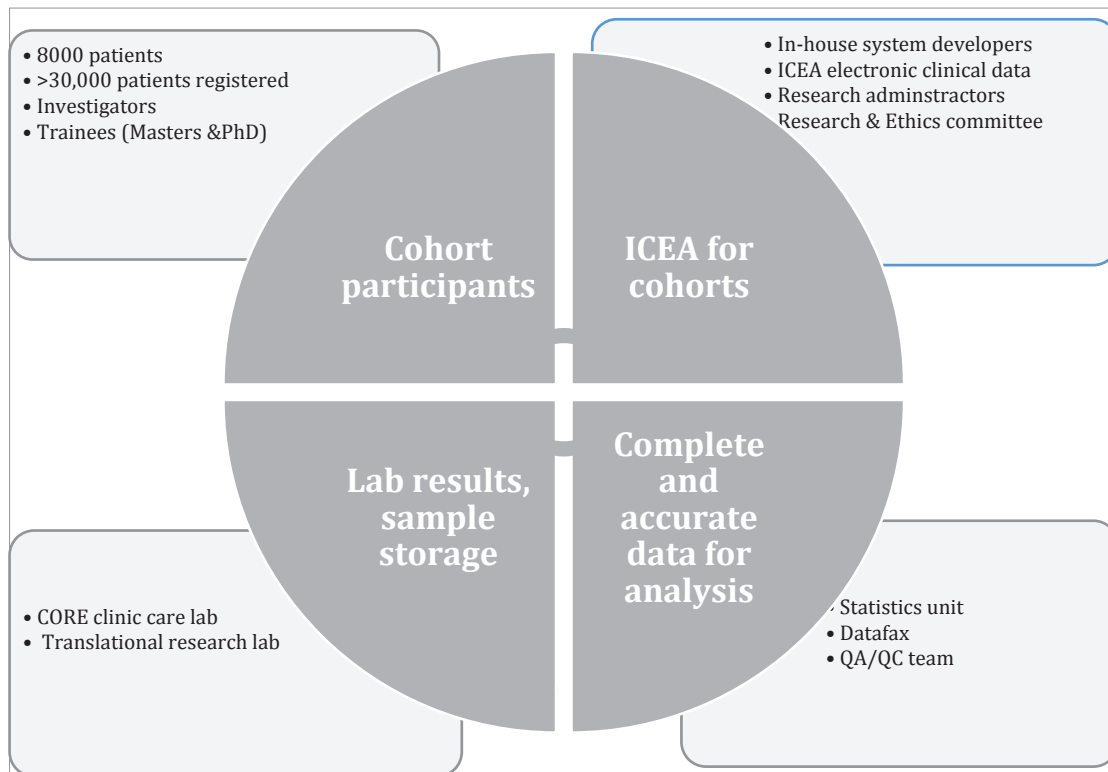 • 8000 patients
• >30,000 patients registered
• Investigators
• Trainees (Masters &PhD)
• In-house system developers
• ICEA electronic clinical data
• Research adminstractors
• Research & Ethics committee
Cohort
participants
ICEA for
cohorts
Lab results,
sample
storage
Complete
and
accurate
data for
analysis
• CORE clinic care lab
• Translational research lab
• Statistics unit
• Datafax
• QA/QC team